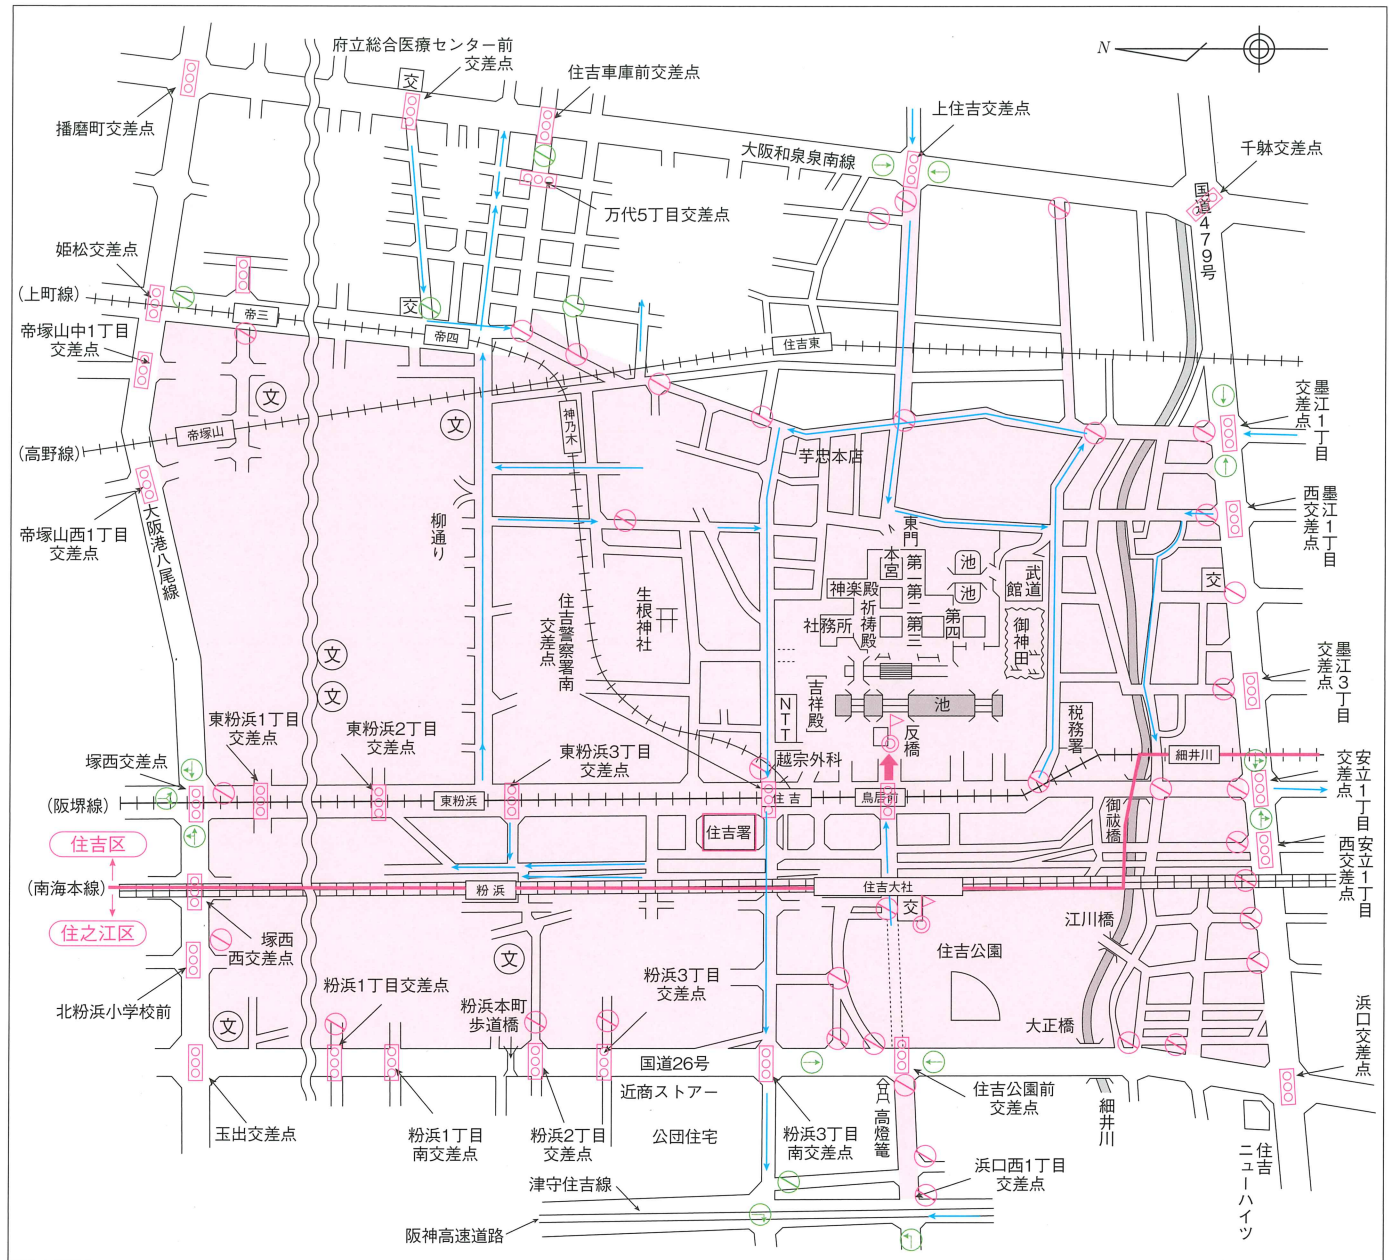 府立総合医療センター前
交差点
交
住吉車庫前交差点
N
播磨町交差点
上住吉交差点
大阪和泉泉南線
千躰交差点
国道479号
万代5丁目交差点
姫松交差点
(上町線)
帝三
交
帝四
帝塚山中1丁目
交差点
住吉東
文
文
神乃木
帝塚山
(高野線)
墨江1丁目
交差点
芋忠本店
帝塚山西1丁目
交差点
大阪港八尾線
柳通り
墨江1丁目
西交差点
東門
本宮
第一
第二
第三
第四
池
池
武道
館
神楽殿
祈祷殿
社務所
御神田
交
生根神社
住吉警察署南
交差点
文
文
墨江3丁目
交差点
吉祥殿
NTT
池
反橋
税務署
東粉浜1丁目
交差点
東粉浜2丁目
交差点
東粉浜3丁目
交差点
塚西交差点
越宗外科
細井川
安立1丁目
交差点
(阪堺線)
東粉浜
住吉
鳥居前
御祓橋
住吉署
安立1丁目
西交差点
住吉区
(南海本線)
粉浜
住吉大社
住之江区
交
江川橋
塚西
西交差点
文
住吉公園
粉浜1丁目交差点
粉浜本町
歩道橋
粉浜3丁目
交差点
北粉浜小学校前
文
大正橋
浜口交差点
国道26号
近商ストアー
住吉公園前
交差点
高燈篭
細井川
玉出交差点
粉浜1丁目
南交差点
粉浜2丁目
交差点
公団住宅
粉浜3丁目
南交差点
浜口西1丁目
交差点
住吉
ニューハイツ
津守住吉線
阪神高速道路